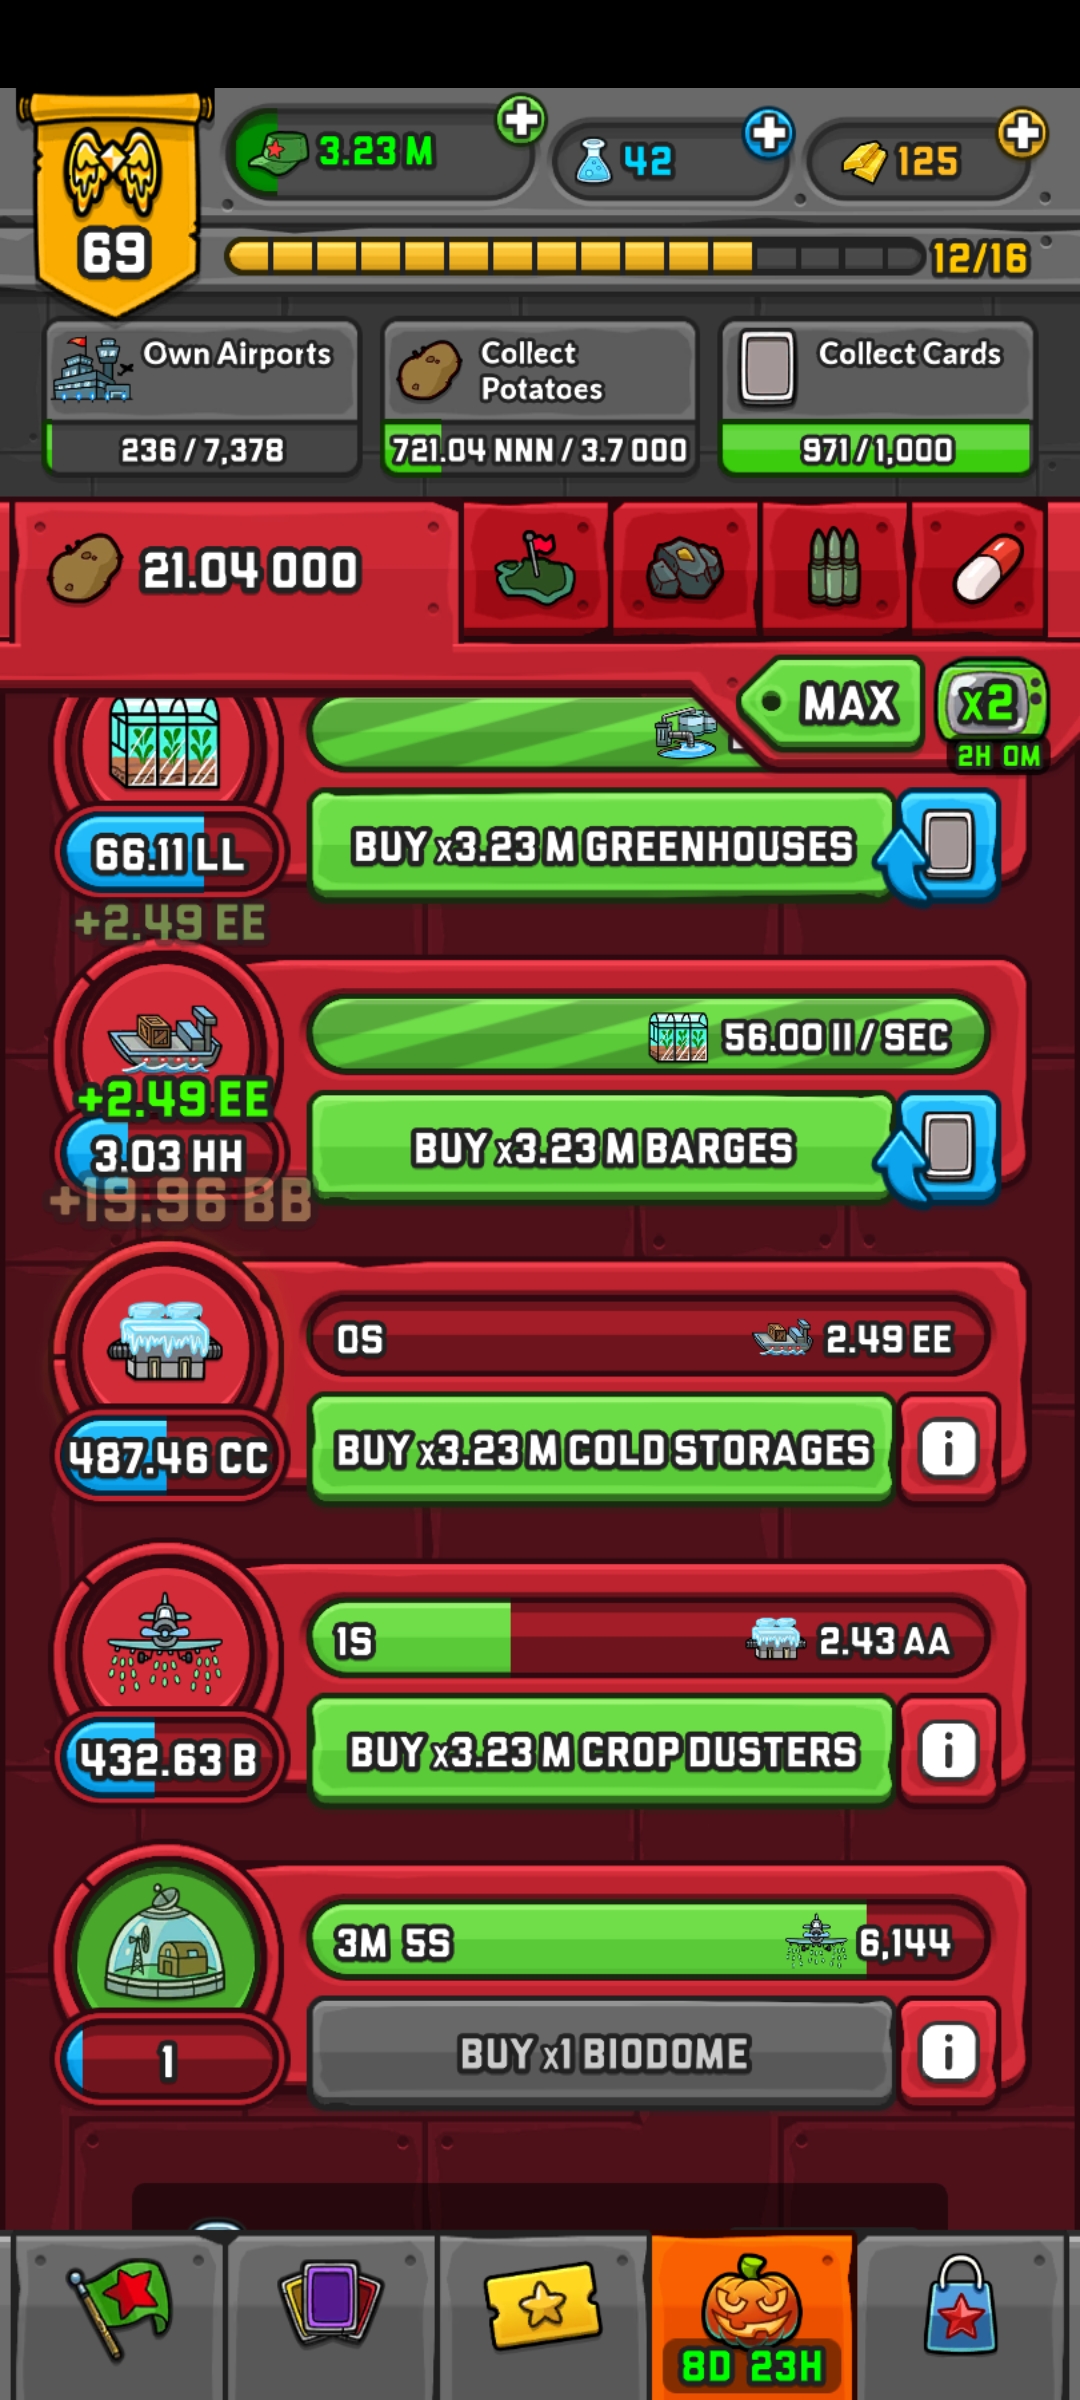 3.23 M
42
125
69
12/16
Own Airports
236 / 7,378
Collect
Potatoes
721.04 NNN / 3.7 OOO
Collect Cards
971 / 1,000
21.04 OOO
MAX
x2
2H 0M
66.11 LL
BUY x3.23 M GREENHOUSES
+2.49 EE
56.00 II / SEC
+2.49 EE
3.03 HH
BUY x3.23 M BARGES
+19.96 BB
0S
2.49 EE
487.46 CC
BUY x3.23 M COLD STORAGES
1S
2.43 AA
432.63 B
BUY x3.23 M CROP DUSTERS
3M 5S
6,144
1
BUY x1 BIODOME
8D 23H